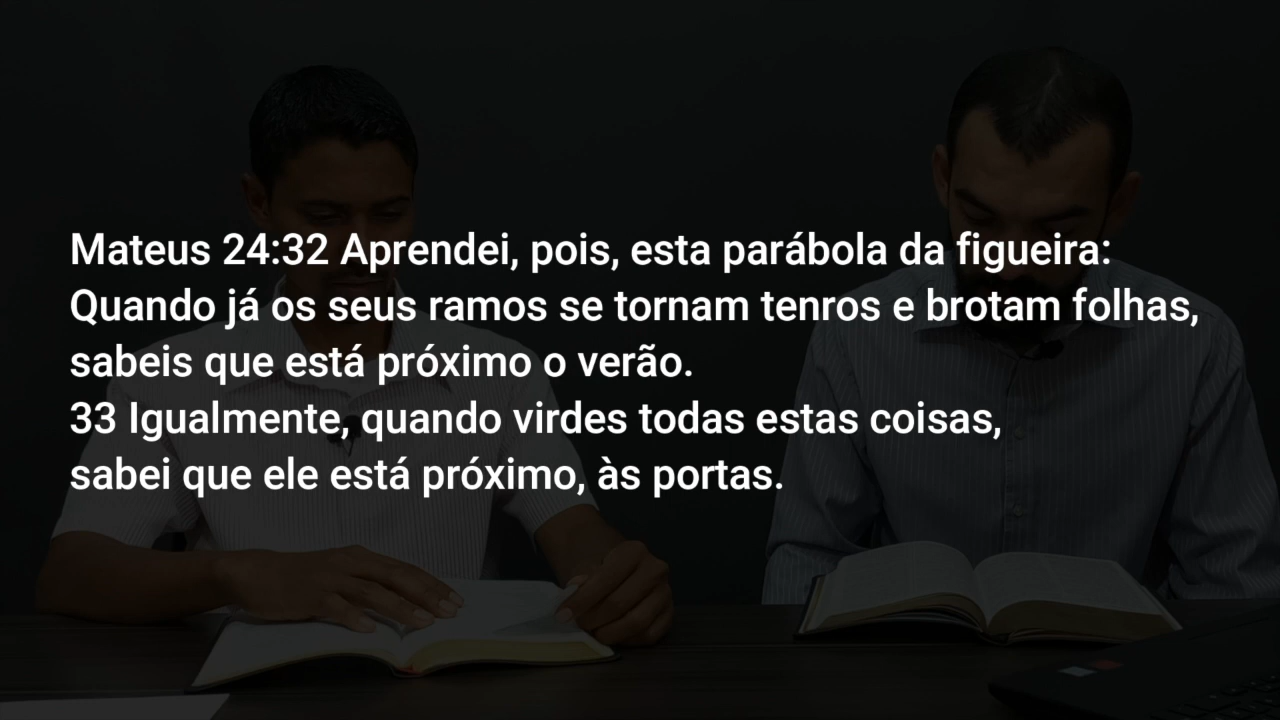 Mateus 24:32 Aprendei, pois, esta parábola da figueira:
Quando já os seus ramos se tornam tenros e brotam folhas,
sabeis que está próximo o verão.
33 Igualmente, quando virdes todas estas coisas,
sabei que ele está próximo, às portas.